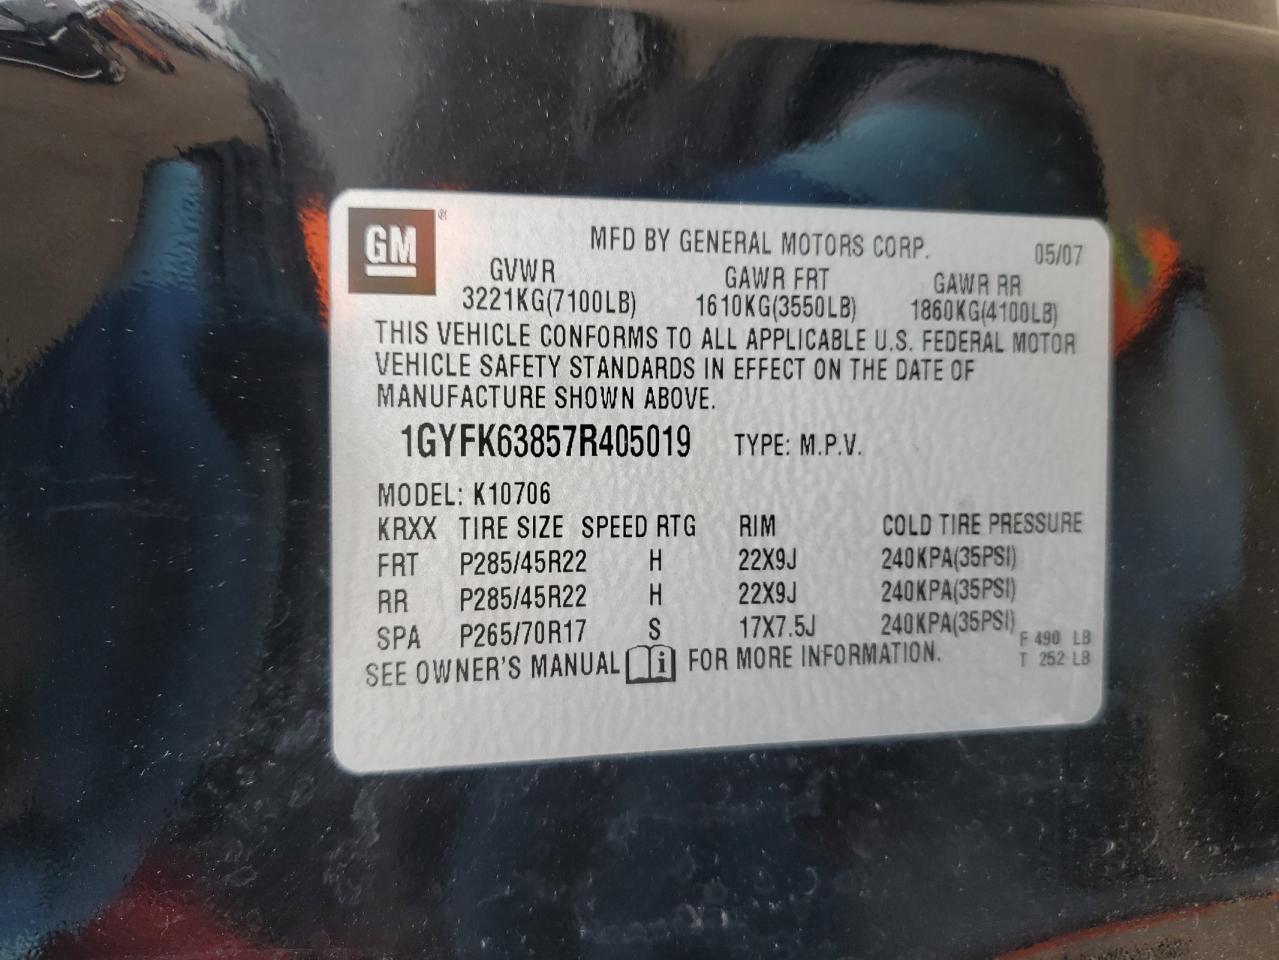 GM ®
MFD BY GENERAL MOTORS CORP. 05/07
GVWR GAWR FRT GAWR RR
3221KG(7100LB) 1610KG(3550LB) 1860KG(4100LB)
THIS VEHICLE CONFORMS TO ALL APPLICABLE U.S. FEDERAL MOTOR
VEHICLE SAFETY STANDARDS IN EFFECT ON THE DATE OF
MANUFACTURE SHOWN ABOVE.
1GYFK63857R405019 TYPE: M.P.V.
MODEL: K10706
KRXX TIRE SIZE SPEED RTG RIM COLD TIRE PRESSURE
FRT P285/45R22 H 22X9J 240KPA(35PSI)
RR P285/45R22 H 22X9J 240KPA(35PSI)
SPA P265/70R17 S 17X7.5J 240KPA(35PSI)
F 490 LB
T 252 LB
SEE OWNER'S MANUAL i FOR MORE INFORMATION.